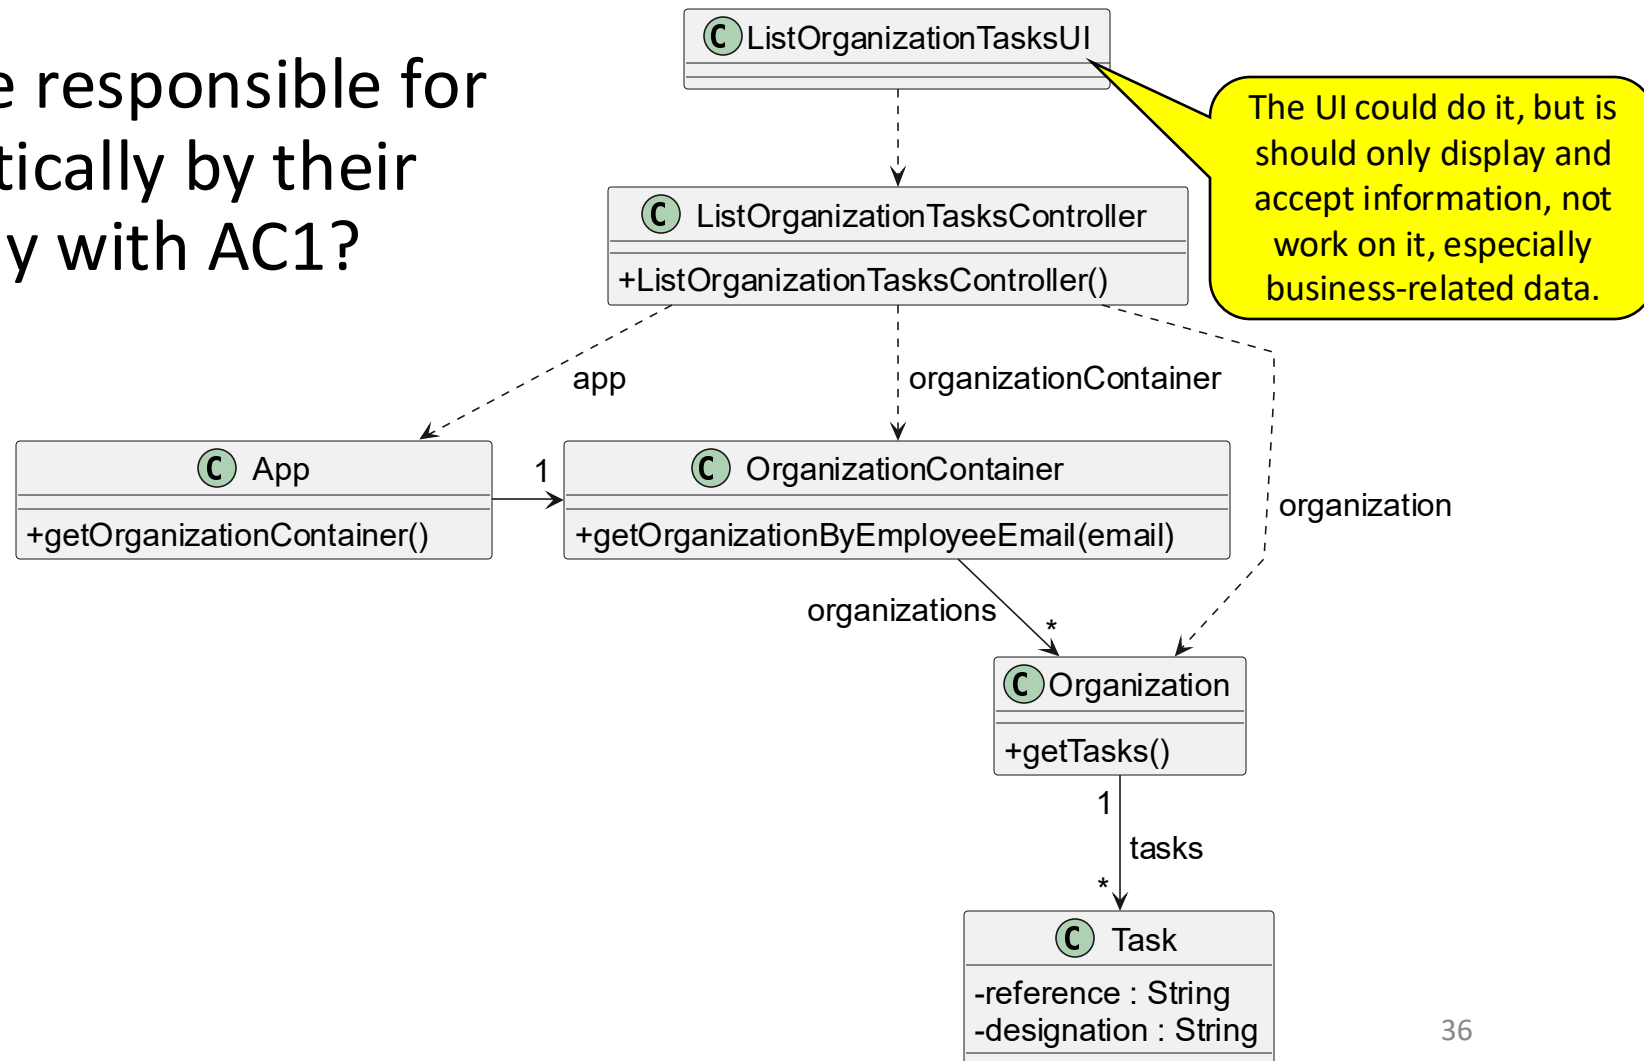 e responsible for
tically by their
y with AC1?
C ListOrganizationTasksUI
The UI could do it, but is
should only display and
accept information, not
work on it, especially
business-related data.
C ListOrganizationTasksController
+ListOrganizationTasksController()
app
organizationContainer
C App
+getOrganizationContainer()
1
C OrganizationContainer
+getOrganizationByEmployeeEmail(email)
organization
organizations
*
C Organization
+getTasks()
1
tasks
*
C Task
-reference : String
-designation : String
36